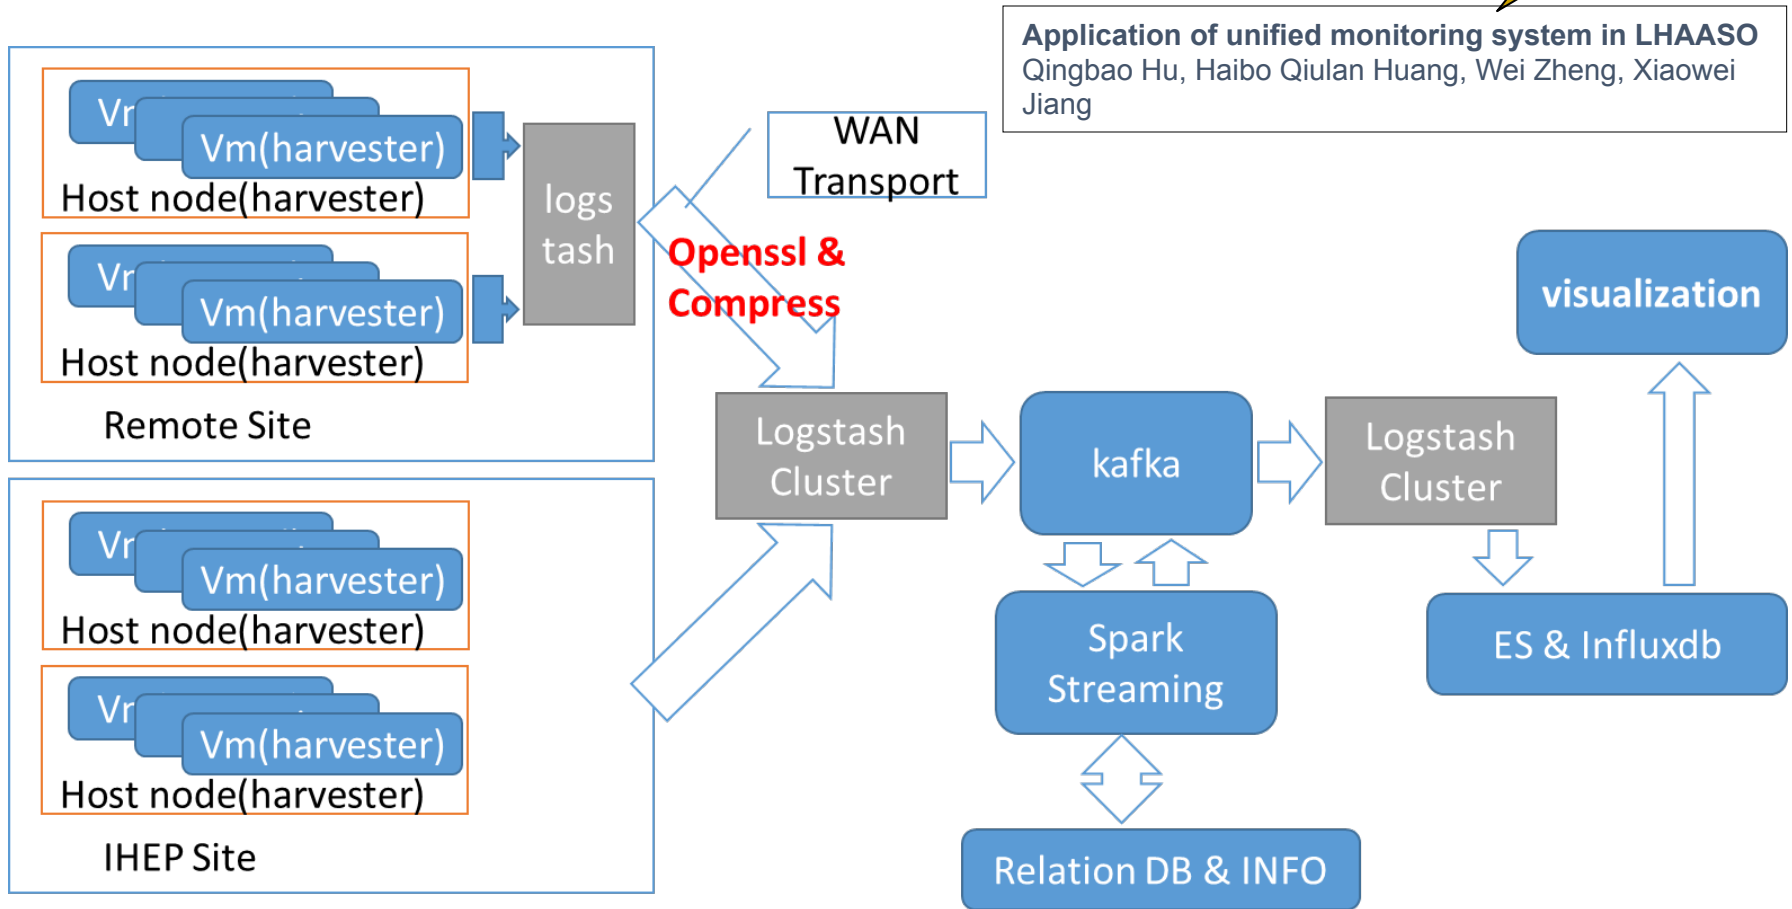 Application of unified monitoring system in LHAASO
Qingbao Hu, Haibo Qiulan Huang, Wei Zheng, Xiaowei
Jiang
Vm(harvester)
Host node(harvester)
Vm(harvester)
Host node(harvester)
Remote Site
logs
tash
WAN
Transport
Openssl &
Compress
Vm(harvester)
Host node(harvester)
Vm(harvester)
Host node(harvester)
IHEP Site
Logstash
Cluster
kafka
Logstash
Cluster
visualization
Spark
Streaming
ES & Influxdb
Relation DB & INFO